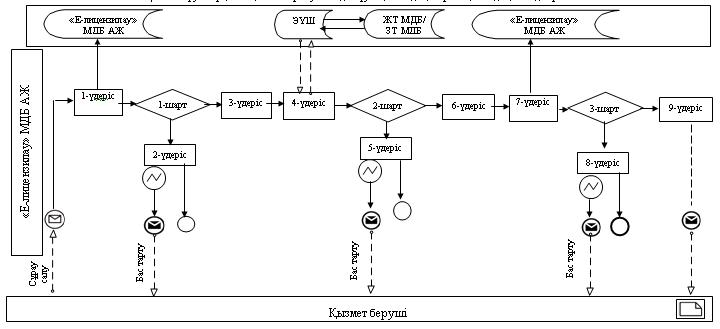 «Е-лицензиялау»
МДБ АЖ
ЭҮШ
ЖТ МДБ/
ЗТ МДБ
«Е-лицензиялау»
МДБ АЖ
«Е-лицензиялау» МДБ АЖ
1-үдеріс
1-шарт
3-үдеріс
4-үдеріс
2-шарт
6-үдеріс
7-үдеріс
3-шарт
9-үдеріс
2-үдеріс
5-үдеріс
8-үдеріс
Сұрау
салу
Бас тарту
Бас тарту
Бас тарту
Қызмет беруші